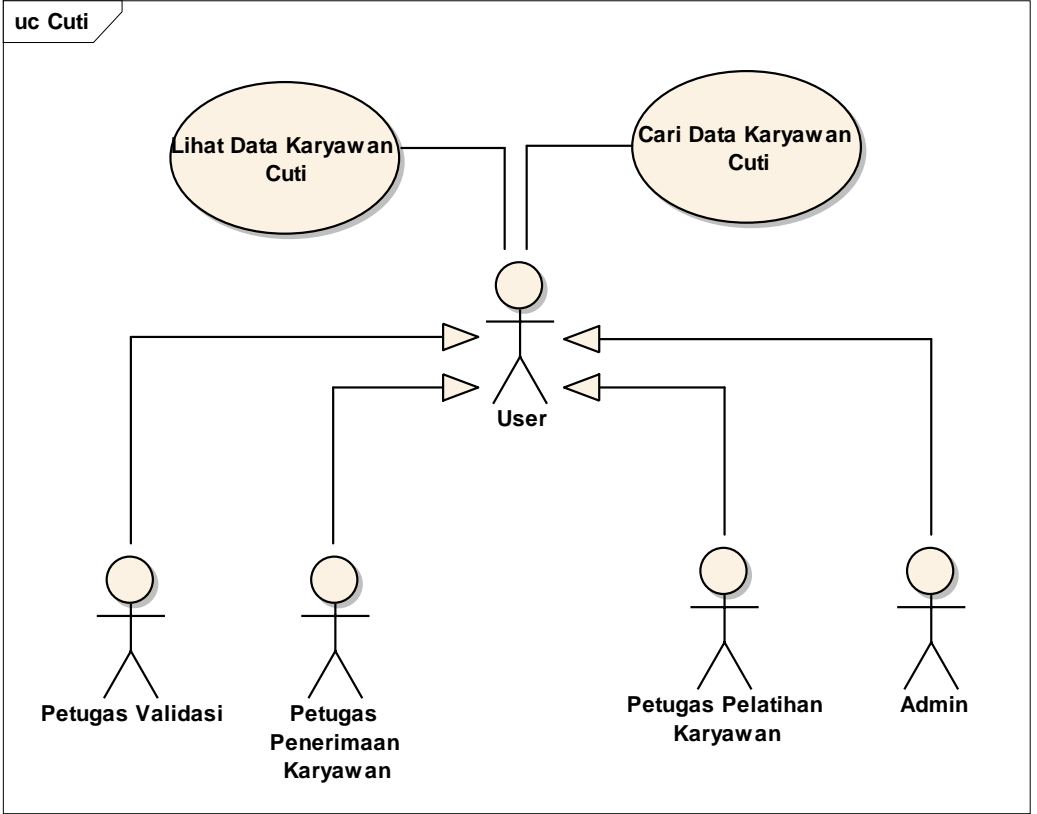 uc Cuti
Lihat Data Karyawan
Cuti
Cari Data Karyawan
Cuti
User
Petugas Validasi
Petugas
Penerimaan
Karyawan
Petugas Pelatihan
Karyawan
Admin